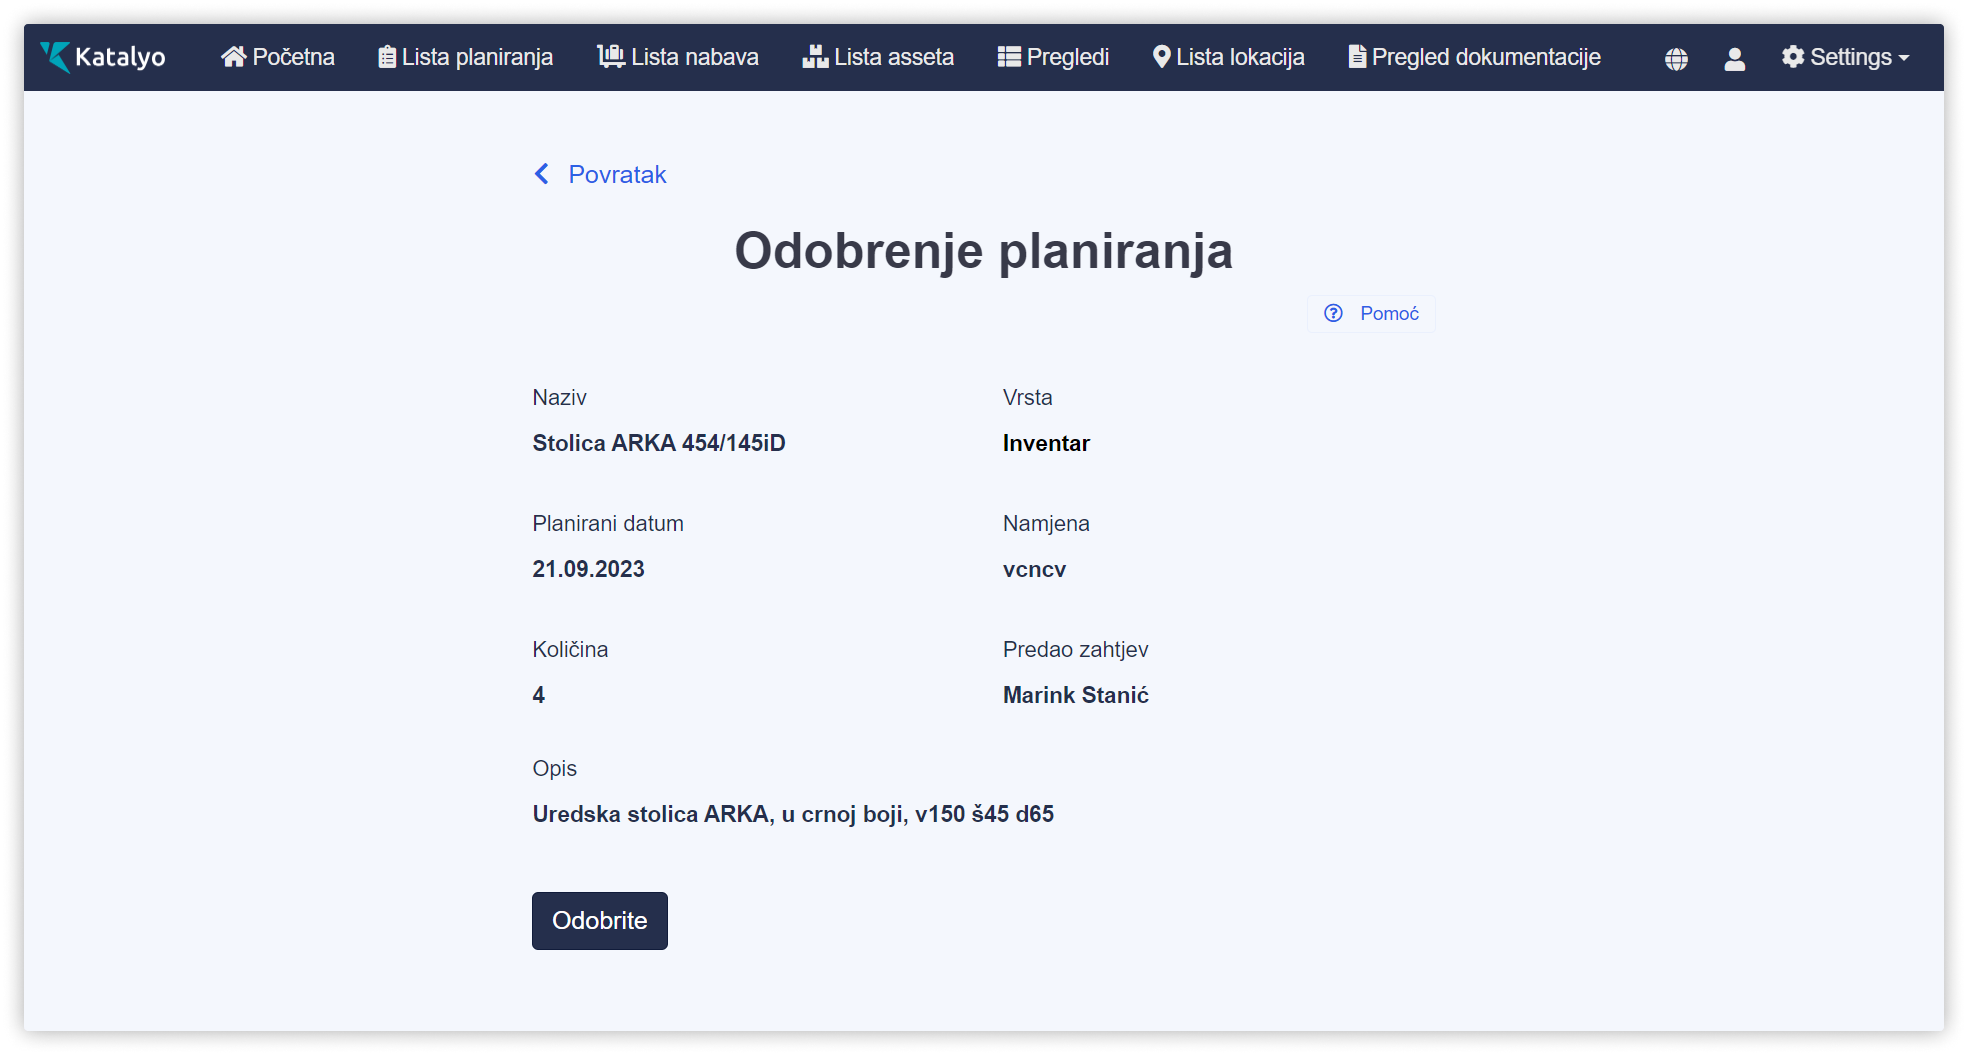 Katalyo Početna Lista planiranja Lista nabava Lista asseta Pregledi Lista lokacija Pregled dokumentacije Settings
Povratak
Odobrenje planiranja
Pomoć
Naziv Vrsta
Stolica ARKA 454/145iD Inventar
Planirani datum Namjena
21.09.2023 vcncv
Količina Predao zahtjev
4 Marink Stanić
Opis
Uredska stolica ARKA, u crnoj boji, v150 š45 d65
Odobrite